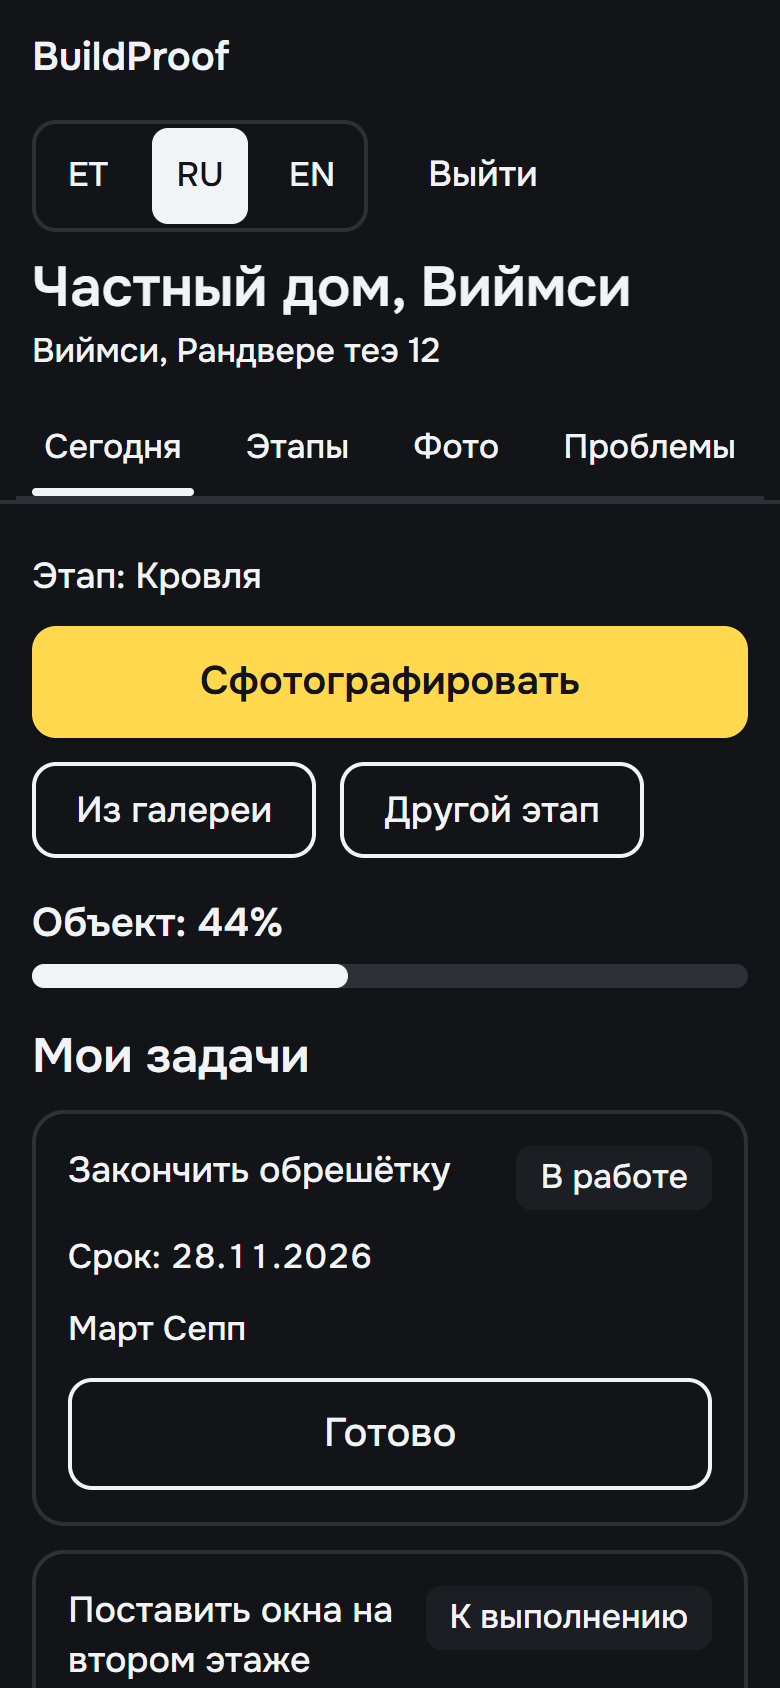 BuildProof
ET RU EN Выйти
Частный дом, Виймси
Виймси, Рандвере теэ 12
Сегодня Этапы Фото Проблемы
Этап: Кровля
Сфотографировать
Из галереи Другой этап
Объект: 44%
Мои задачи
Закончить обрешётку В работе
Срок: 28.11.2026
Март Сепп
Готово
Поставить окна на К выполнению
втором этаже